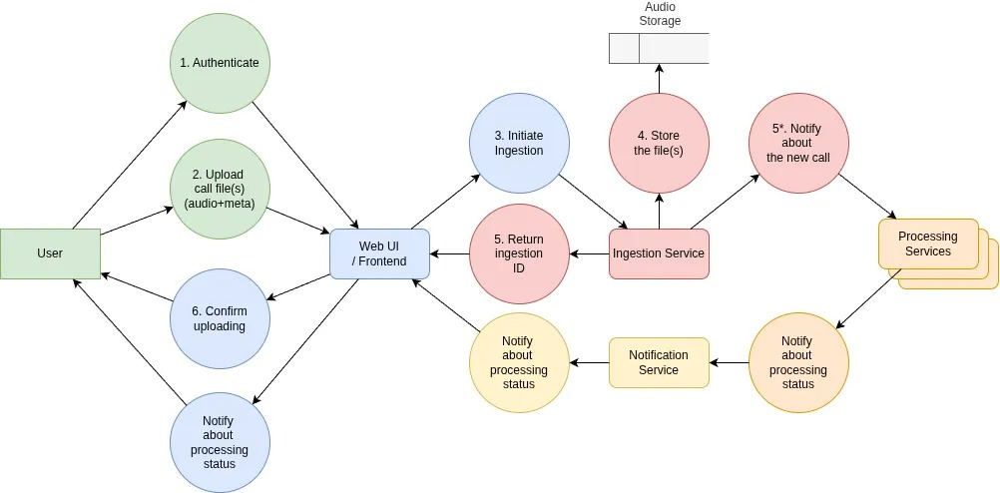 Audio
Storage
1. Authenticate
3. Initiate
Ingestion
4. Store
the file(s)
5*. Notify
about
the new call
2. Upload
call file(s)
(audio+meta)
User
Web UI
/ Frontend
5. Return
ingestion
ID
Ingestion Service
Processing
Services
6. Confirm
uploading
Notify
about
processing
status
Notification
Service
Notify
about
processing
status
Notify
about
processing
status